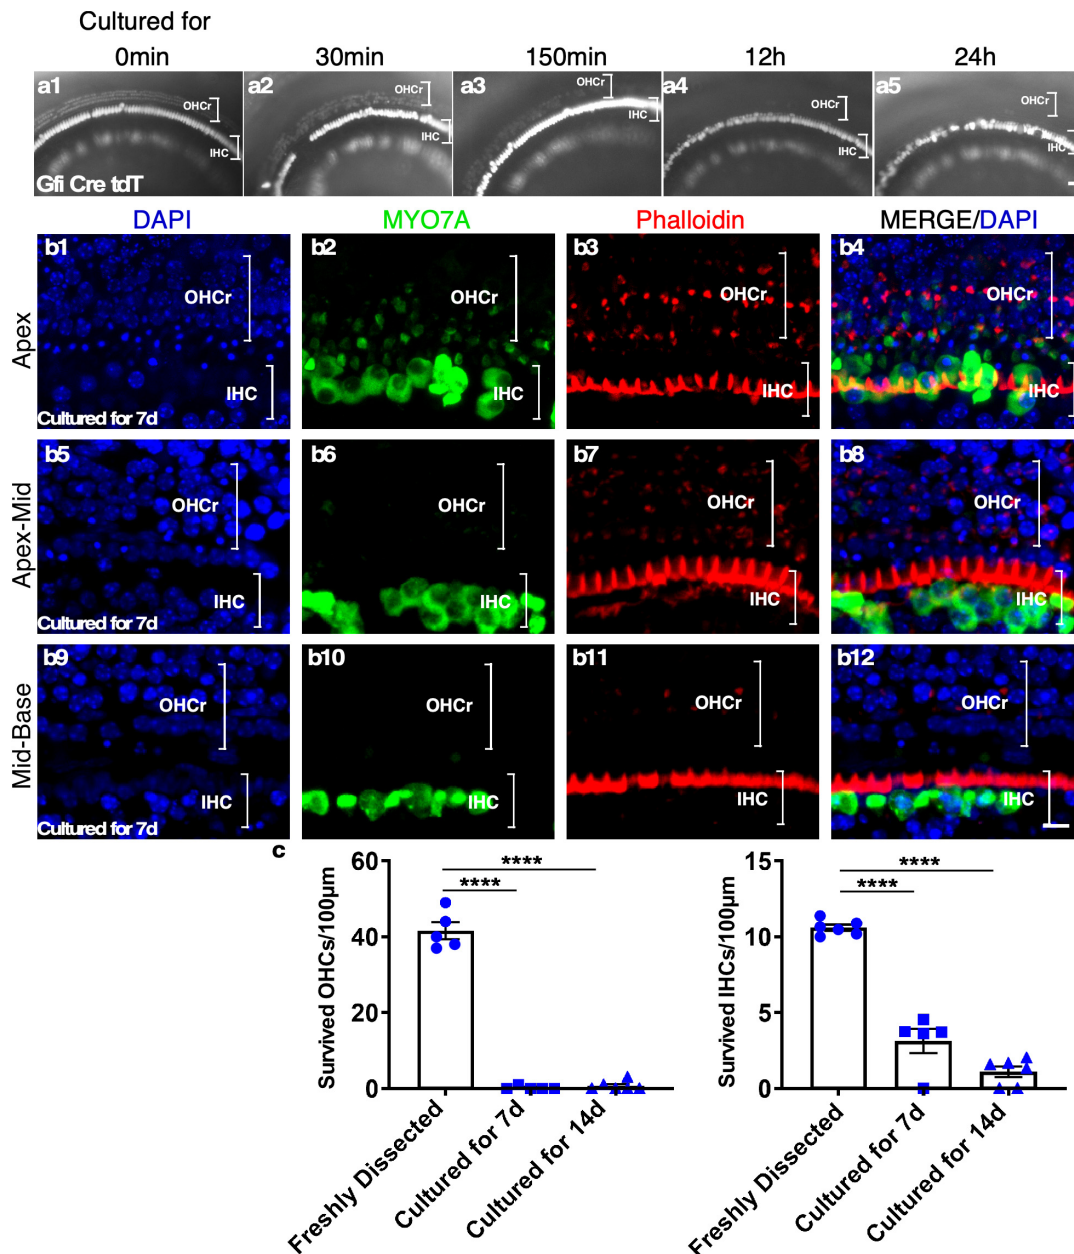 Cultured for
0min 30min 150min 12h 24h
a1 a2 a3 a4 a5
OHCr OHCr OHCr OHCr OHCr
IHC IHC IHC IHC IHC
Gfi Cre tdT
DAPI MYO7A Phalloidin MERGE/DAPI
Apex
b1 b2 b3 b4
OHCr OHCr OHCr OHCr
IHC IHC IHC IHC
Cultured for 7d
Apex-Mid
b5 b6 b7 b8
OHCr OHCr OHCr OHCr
IHC IHC IHC IHC
Cultured for 7d
Mid-Base
b9 b10 b11 b12
OHCr OHCr OHCr OHCr
IHC IHC IHC IHC
Cultured for 7d
c
Survived OHCs/100µm
60
40
20
0
****
****
Freshly Dissected
Cultured for 7d
Cultured for 14d
Survived IHCs/100µm
15
10
5
0
****
****
Freshly Dissected
Cultured for 7d
Cultured for 14d